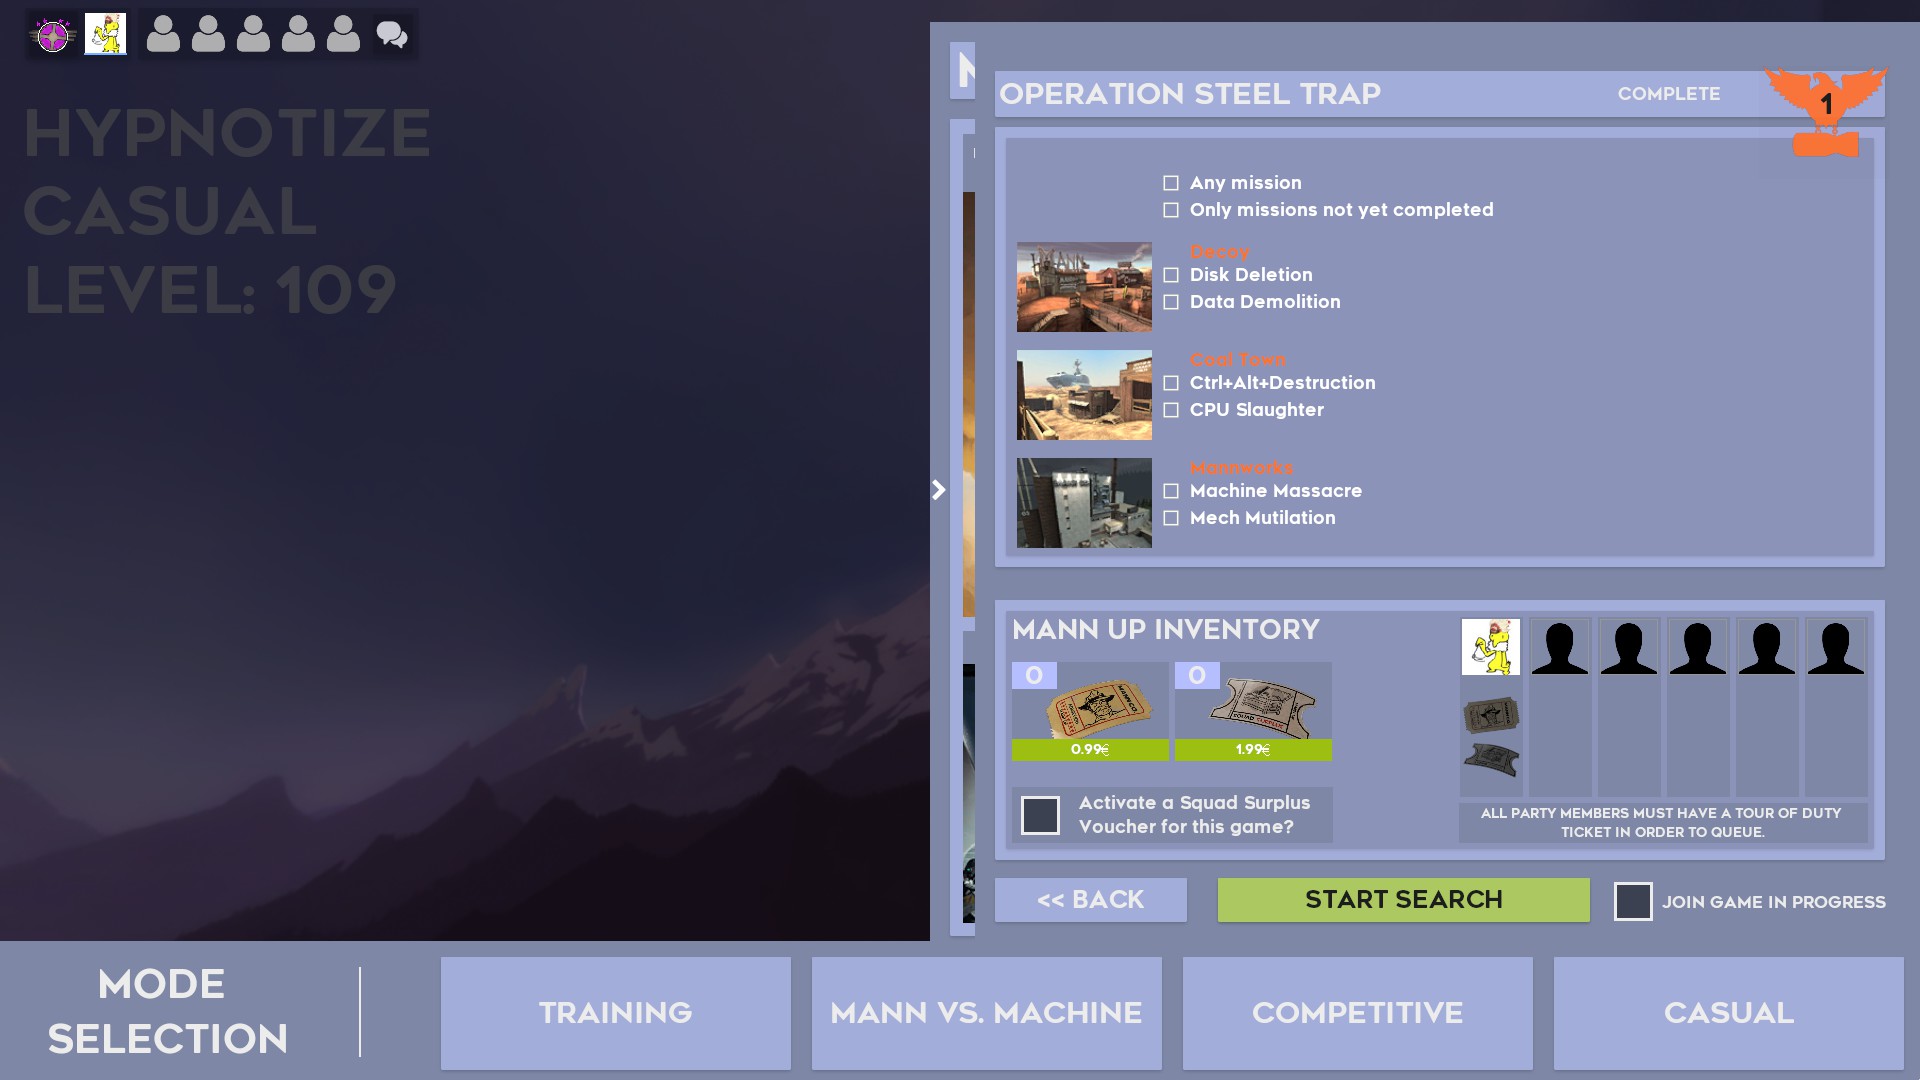 HYPNOTIZE
CASUAL
LEVEL: 109
OPERATION STEEL TRAP
COMPLETE
1
Any mission
Only missions not yet completed
Decoy
Disk Deletion
Data Demolition
Coal Town
Ctrl+Alt+Destruction
CPU Slaughter
Mannworks
Machine Massacre
Mech Mutilation
MANN UP INVENTORY
0
0
MANN CO.
SQUAD SURPLUS
0.99€
1.99€
Activate a Squad Surplus
Voucher for this game?
ALL PARTY MEMBERS MUST HAVE A TOUR OF DUTY
TICKET IN ORDER TO QUEUE.
<< BACK
START SEARCH
JOIN GAME IN PROGRESS
MODE
SELECTION
TRAINING
MANN VS. MACHINE
COMPETITIVE
CASUAL